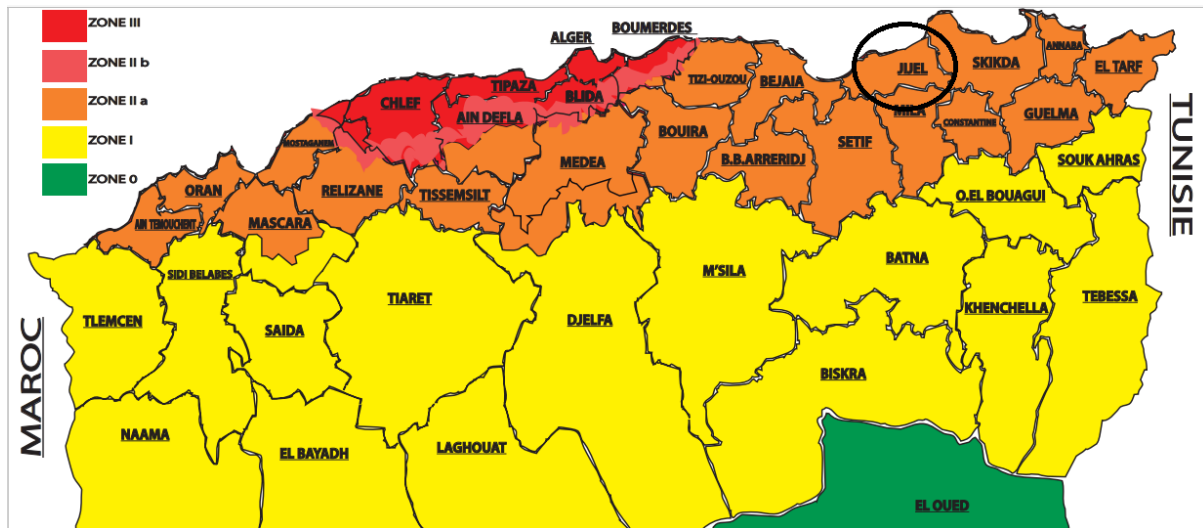 ZONE III
ZONE II b
ZONE II a
ZONE I
ZONE 0
BOUMERDES
ALGER
TIPAZA
CHLEF
BLIDA
AIN DEFLA
TIZI-OUZOU
BEJAIA
JIJEL
SKIKDA
ANNABA
EL TARF
MOSTAGANEM
BOUIRA
MILA
CONSTANTINE
GUELMA
SETIF
B.B.ARRERIDJ
MEDEA
ORAN
RELIZANE
TISSEMSILT
SOUK AHRAS
AIN TEMOUCHENT
MASCARA
O.EL BOUAGUI
TUNISIE
SIDI BELABES
M'SILA
BATNA
TLEMCEN
SAIDA
TIARET
DJELFA
KHENCHELLA
TEBESSA
MAROC
BISKRA
NAAMA
EL BAYADH
LAGHOUAT
EL OUED